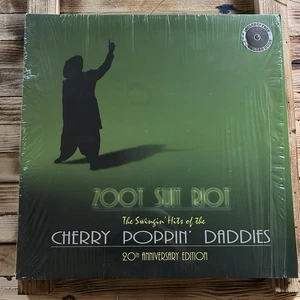 ZOOT SUIT RIOT
The Swingin' Hits of the
CHERRY POPPIN' DADDIES
20TH ANNIVERSARY EDITION